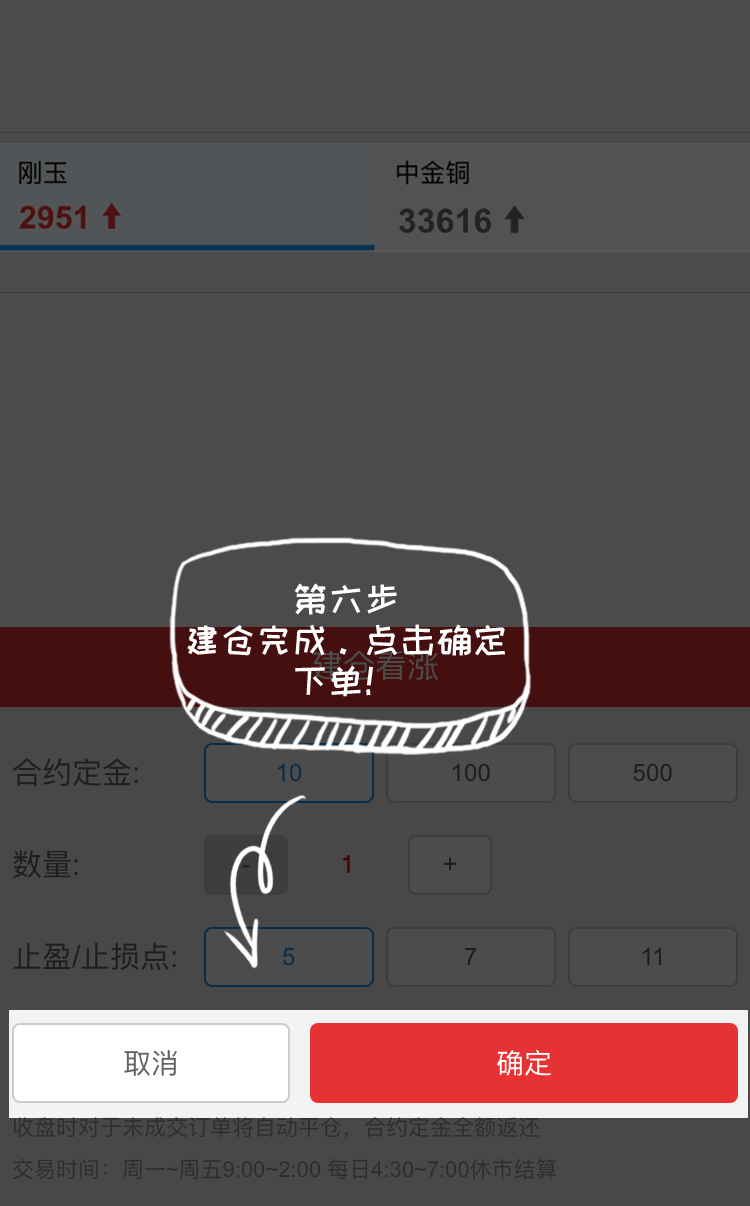 刚玉
2951
中金铜
33616
第六步
建仓完成．点击确定
下单!
建仓看涨
合约定金:
10
100
500
数量:
-
1
+
止盈/止损点:
5
7
11
取消
确定
收盘时对于未成交订单将自动平仓，合约定金全额返还
交易时间：周一~周五9:00~2:00 每日4:30~7:00休市结算